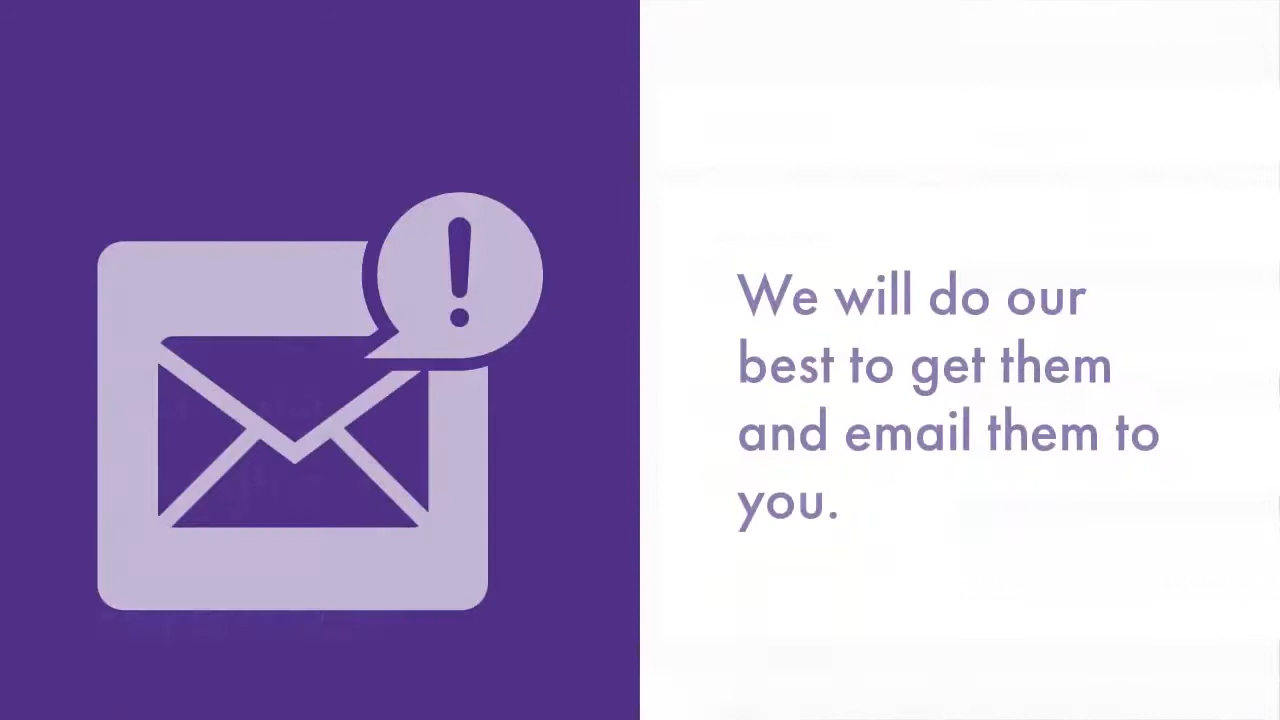 We will do our
best to get them
and email them to
you.